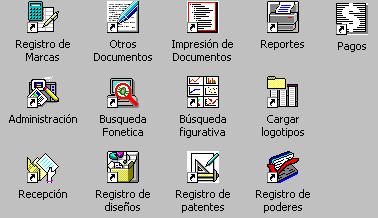 Registro de Marcas
Otros Documentos
Impresión de Documentos
Reportes
Pagos
Administración
Busqueda Fonetica
Búsqueda figurativa
Cargar logotipos
Recepción
Registro de diseños
Registro de patentes
Registro de poderes